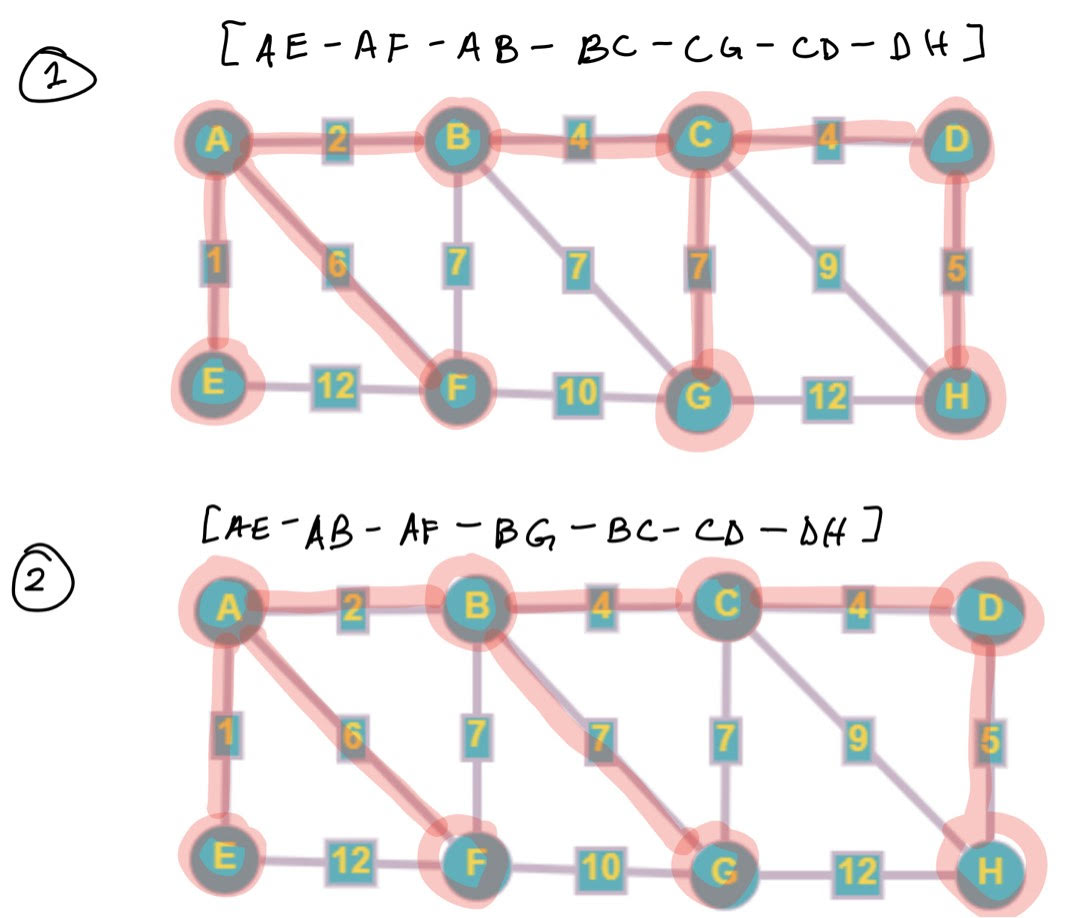 [AE - AF - AB - BC - CG - CD - DH]
1
A 2 B 4 C 4 D
1 6 7 7 7 9 5
E 12 F 10 G 12 H
[AE - AB - AF - BG - BC - CD - DH]
2
A 2 B 4 C 4 D
1 6 7 7 7 9 5
E 12 F 10 G 12 H